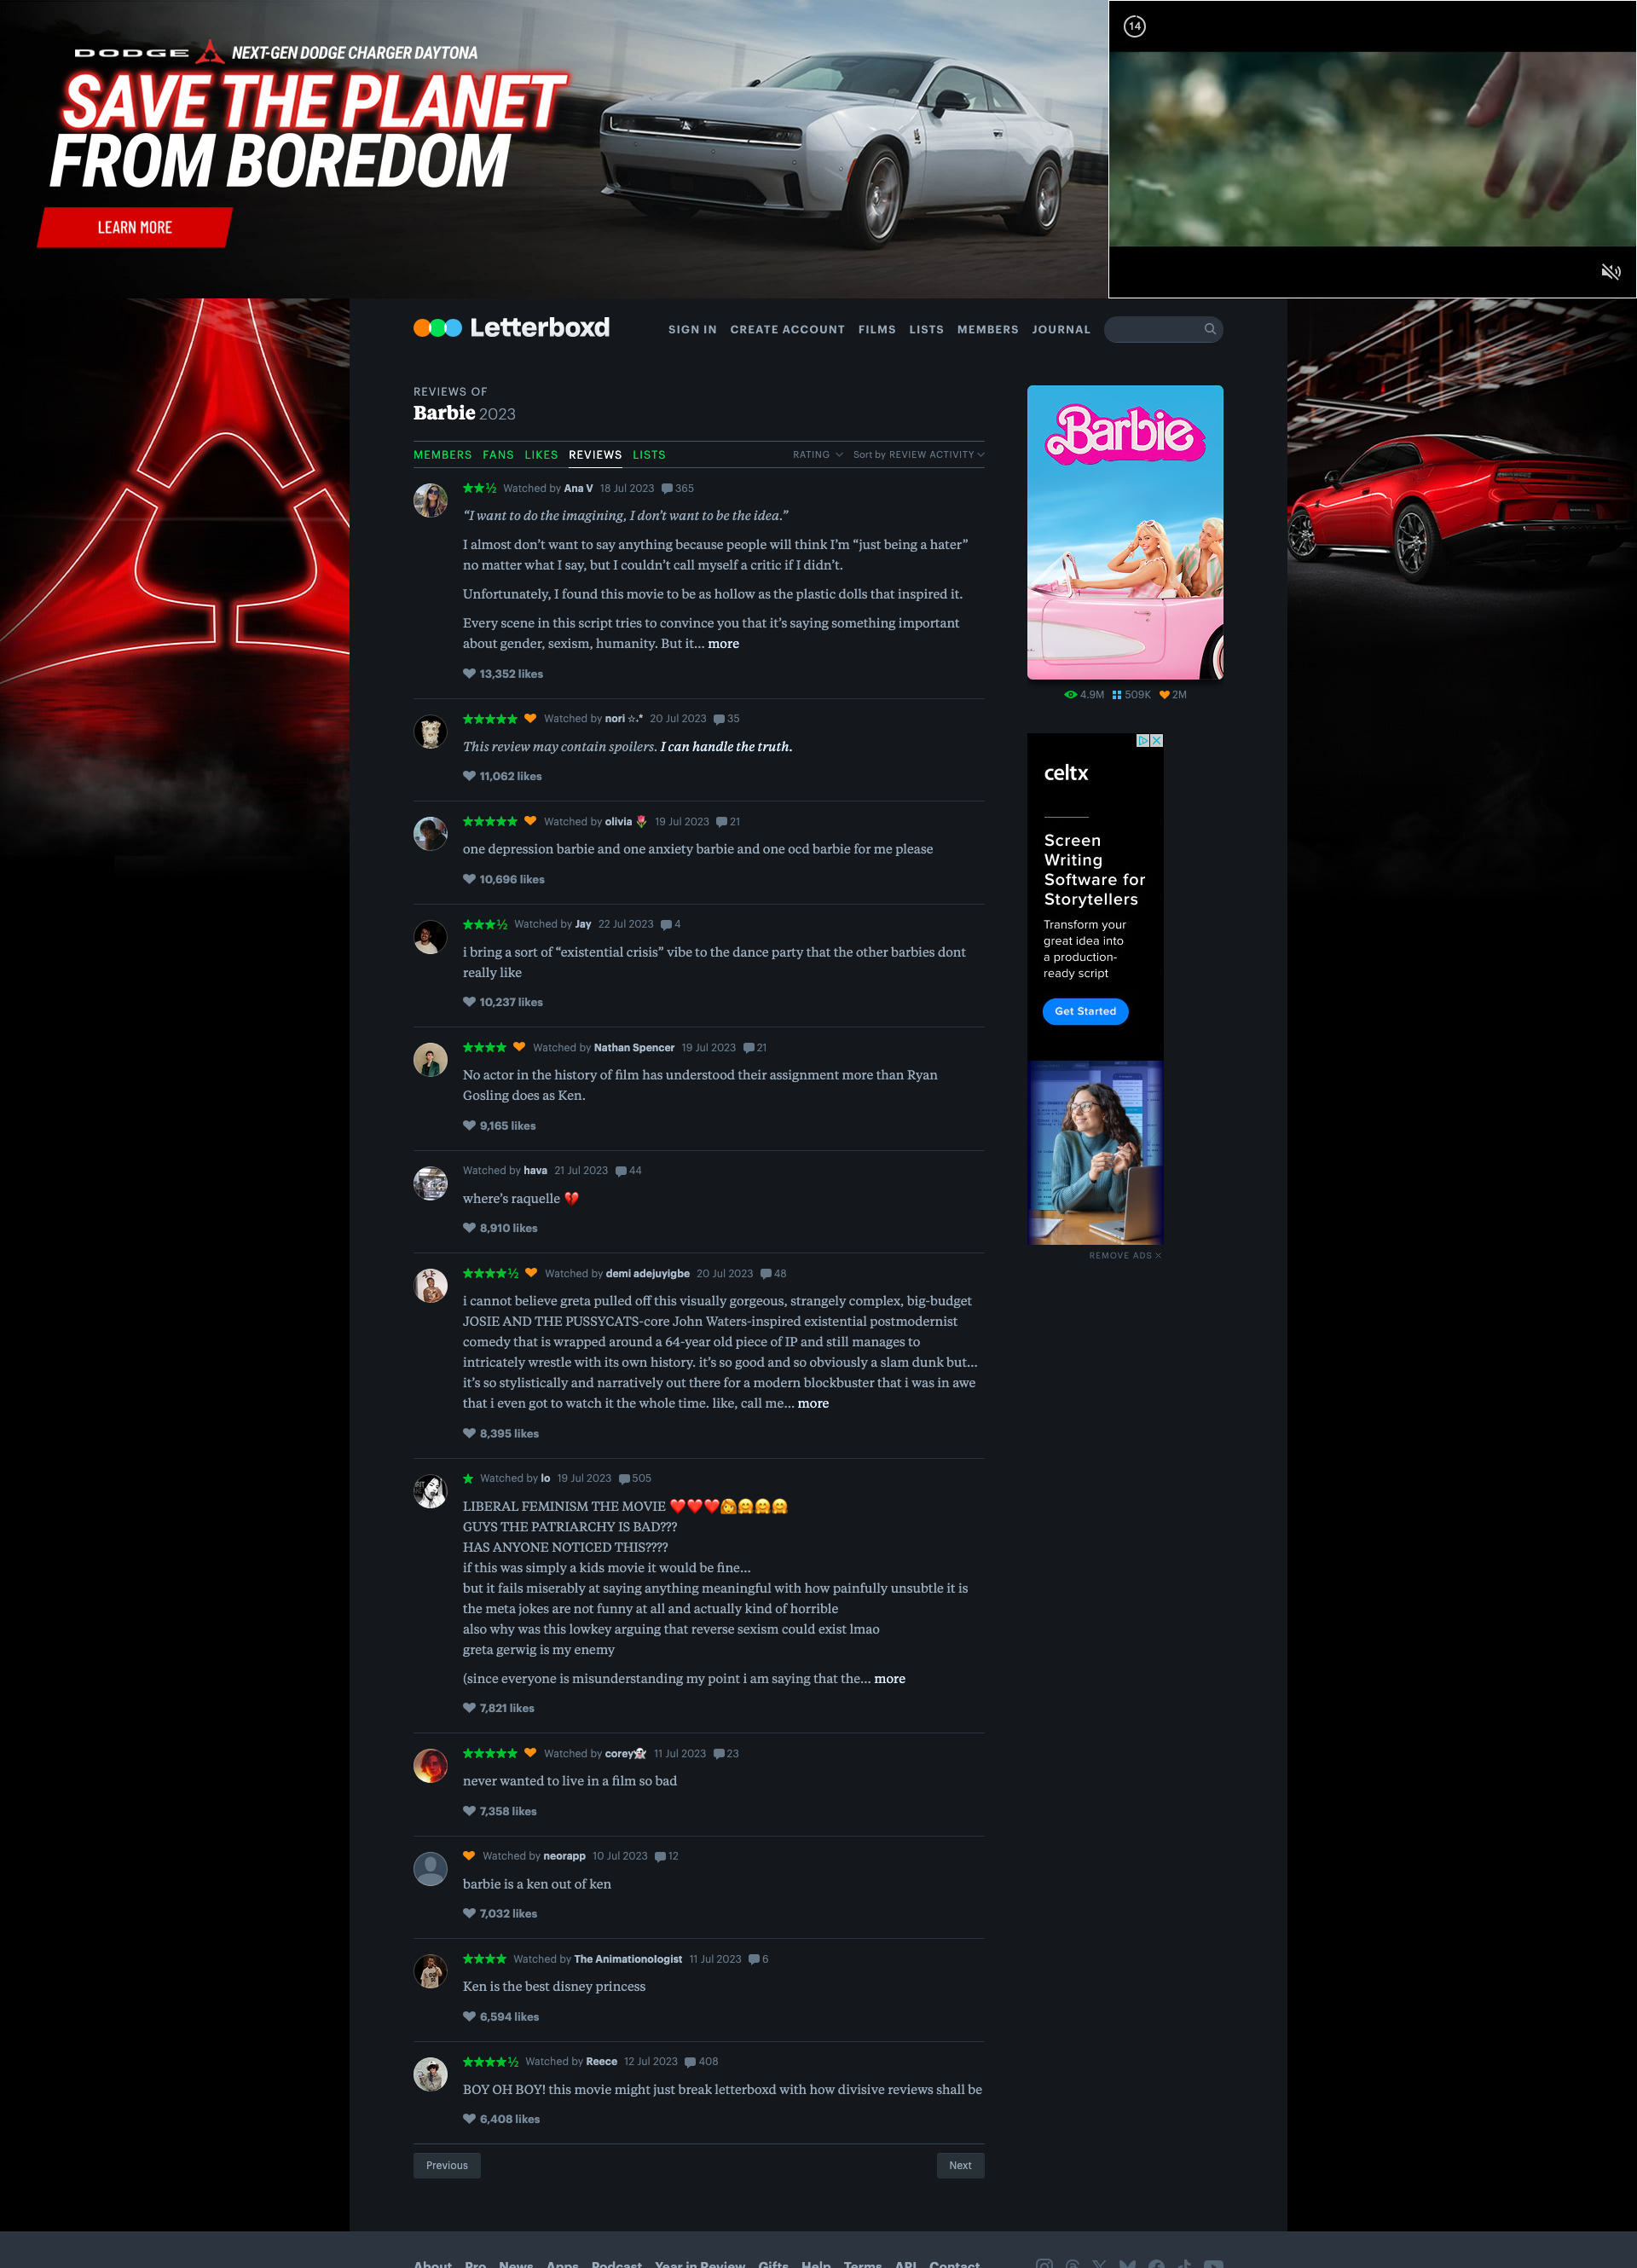 DODGE NEXT-GEN DODGE CHARGER DAYTONA
SAVE THE PLANET
FROM BOREDOM
LEARN MORE
14
Letterboxd
SIGN IN CREATE ACCOUNT FILMS LISTS MEMBERS JOURNAL
REVIEWS OF
Barbie 2023
MEMBERS FANS LIKES REVIEWS LISTS RATING Sort by REVIEW ACTIVITY
★★½ Watched by Ana V 18 Jul 2023 365
“I want to do the imagining, I don’t want to be the idea.”
I almost don’t want to say anything because people will think I’m “just being a hater”
no matter what I say, but I couldn’t call myself a critic if I didn’t.
Unfortunately, I found this movie to be as hollow as the plastic dolls that inspired it.
Every scene in this script tries to convince you that it’s saying something important
about gender, sexism, humanity. But it… more
13,352 likes
★★★★★ Watched by nori ☆.* 20 Jul 2023 35
This review may contain spoilers. I can handle the truth.
11,062 likes
★★★★★ Watched by olivia 🌷 19 Jul 2023 21
one depression barbie and one anxiety barbie and one ocd barbie for me please
10,696 likes
★★★½ Watched by Jay 22 Jul 2023 4
i bring a sort of “existential crisis” vibe to the dance party that the other barbies dont
really like
10,237 likes
★★★★ Watched by Nathan Spencer 19 Jul 2023 21
No actor in the history of film has understood their assignment more than Ryan
Gosling does as Ken.
9,165 likes
Watched by hava 21 Jul 2023 44
where’s raquelle 💔
8,910 likes
★★★★½ Watched by demi adejuyigbe 20 Jul 2023 48
i cannot believe greta pulled off this visually gorgeous, strangely complex, big-budget
JOSIE AND THE PUSSYCATS-core John Waters-inspired existential postmodernist
comedy that is wrapped around a 64-year old piece of IP and still manages to
intricately wrestle with its own history. it’s so good and so obviously a slam dunk but…
it’s so stylistically and narratively out there for a modern blockbuster that i was in awe
that i even got to watch it the whole time. like, call me… more
8,395 likes
★ Watched by lo 19 Jul 2023 505
LIBERAL FEMINISM THE MOVIE ❤️❤️❤️🙆🤗🤗🤗
GUYS THE PATRIARCHY IS BAD???
HAS ANYONE NOTICED THIS????
if this was simply a kids movie it would be fine…
but it fails miserably at saying anything meaningful with how painfully unsubtle it is
the meta jokes are not funny at all and actually kind of horrible
also why was this lowkey arguing that reverse sexism could exist lmao
greta gerwig is my enemy
(since everyone is misunderstanding my point i am saying that the… more
7,821 likes
★★★★★ Watched by corey👻 11 Jul 2023 23
never wanted to live in a film so bad
7,358 likes
Watched by neorapp 10 Jul 2023 12
barbie is a ken out of ken
7,032 likes
★★★★ Watched by The Animationologist 11 Jul 2023 6
Ken is the best disney princess
6,594 likes
★★★★½ Watched by Reece 12 Jul 2023 408
BOY OH BOY! this movie might just break letterboxd with how divisive reviews shall be
6,408 likes
Previous Next
Barbie
4.9M 509K 2M
celtx
Screen
Writing
Software for
Storytellers
Transform your
great idea into
a production-
ready script
Get Started
REMOVE ADS
About Pro News Apps Podcast Year in Review Gifts Help Terms API Contact